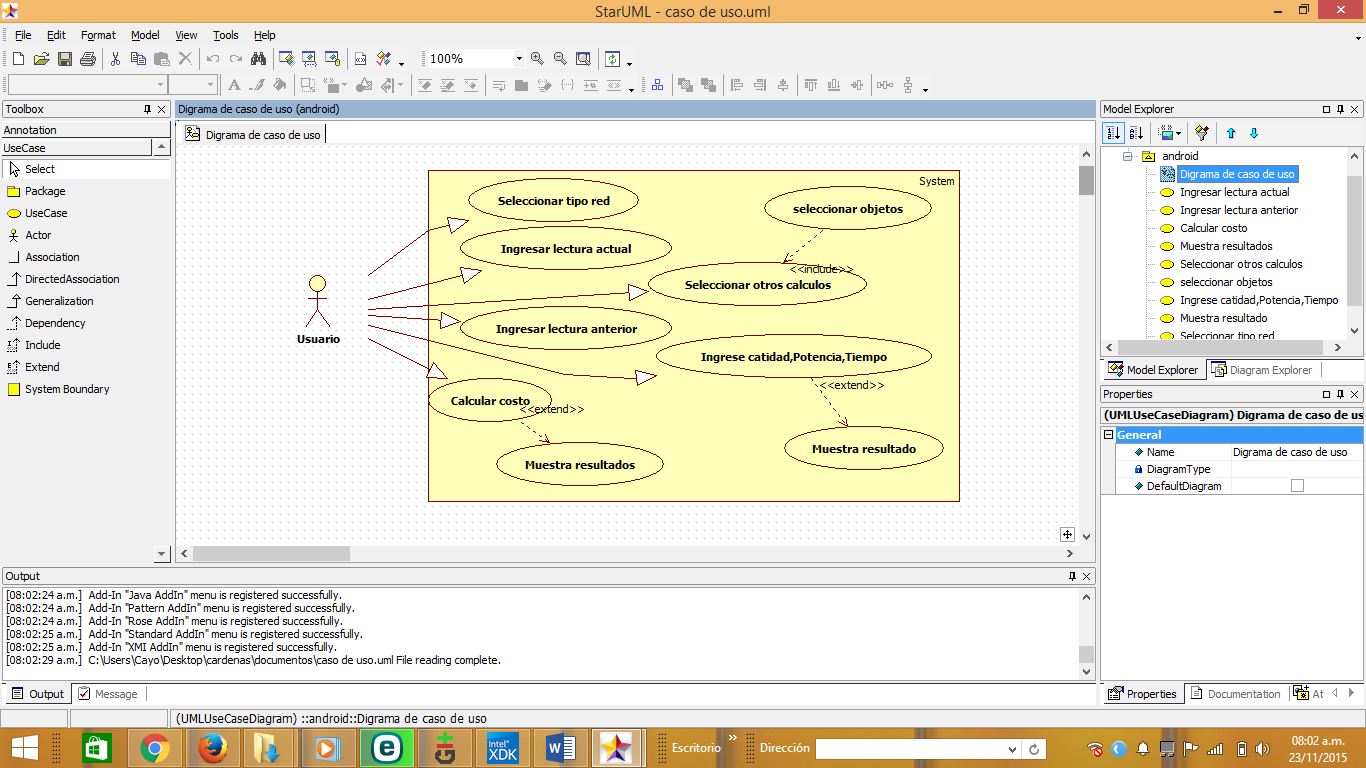 StarUML - caso de uso.uml
File Edit Format Model View Tools Help
100%
Toolbox
Annotation
UseCase
Select
Package
UseCase
Actor
Association
DirectedAssociation
Generalization
Dependency
Include
Extend
System Boundary
Digrama de caso de uso (android)
Digrama de caso de uso
System
Seleccionar tipo red
seleccionar objetos
Ingresar lectura actual
<<include>>
Seleccionar otros calculos
Ingresar lectura anterior
Usuario
Ingrese catidad,Potencia,Tiempo
<<extend>>
Calcular costo
<<extend>>
Muestra resultado
Muestra resultados
Model Explorer
android
Digrama de caso de uso
Ingresar lectura actual
Ingresar lectura anterior
Calcular costo
Muestra resultados
Seleccionar otros calculos
seleccionar objetos
Ingrese catidad,Potencia,Tiempo
Muestra resultado
Seleccionar tipo red
Model Explorer Diagram Explorer
Properties
(UMLUseCaseDiagram) Digrama de caso de us
General
Name Digrama de caso de uso
DiagramType
DefaultDiagram
Properties Documentation At
Output
[08:02:24 a.m.] Add-In "Java AddIn" menu is registered successfully.
[08:02:24 a.m.] Add-In "Pattern AddIn" menu is registered successfully.
[08:02:24 a.m.] Add-In "Rose AddIn" menu is registered successfully.
[08:02:25 a.m.] Add-In "Standard AddIn" menu is registered successfully.
[08:02:25 a.m.] Add-In "XMI AddIn" menu is registered successfully.
[08:02:29 a.m.] C:\Users\Cayo\Desktop\cardenas\documentos\caso de uso.uml File reading complete.
Output Message
(UMLUseCaseDiagram) ::android::Digrama de caso de uso
intel
XDK
Escritorio
Dirección
08:02 a.m.
23/11/2015